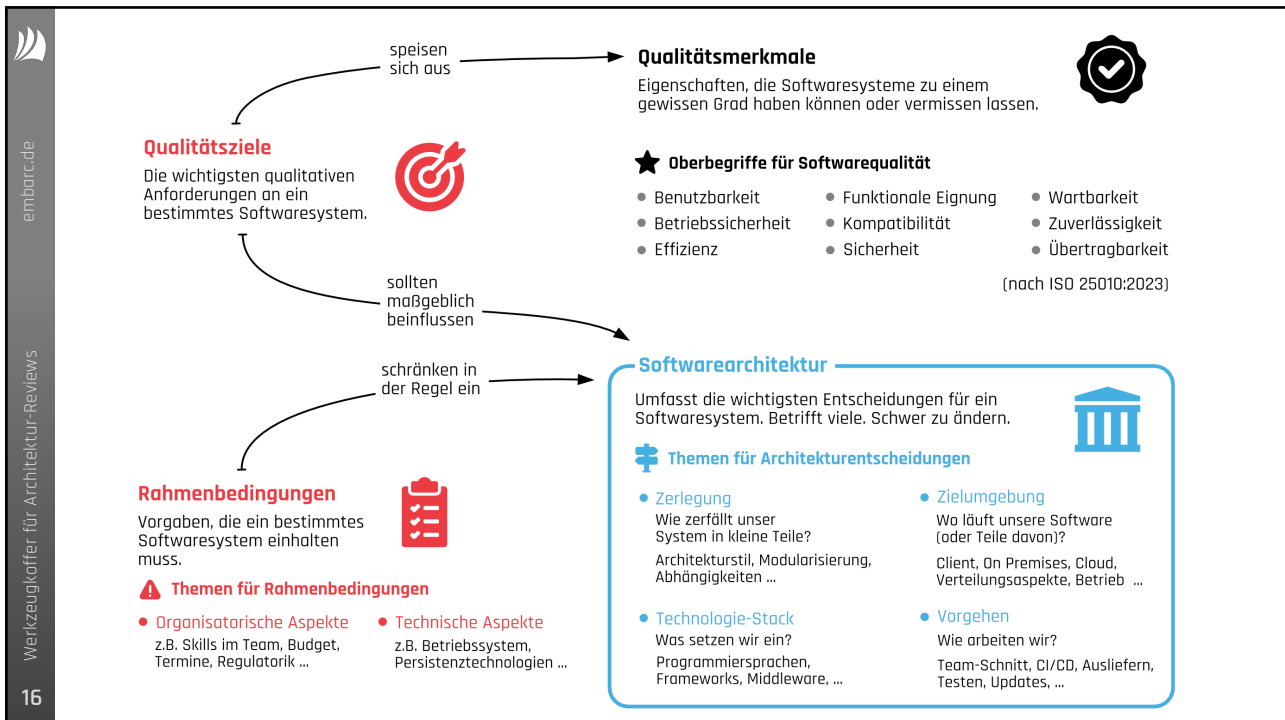 embarc.de
Werkzeugkoffer für Architektur-Reviews
16
speisen
sich aus
Qualitätsmerkmale
Eigenschaften, die Softwaresysteme zu einem
gewissen Grad haben können oder vermissen lassen.
Qualitätsziele
Die wichtigsten qualitativen
Anforderungen an ein
bestimmtes Softwaresystem.
Oberbegriffe für Softwarequalität
Benutzbarkeit
Betriebssicherheit
Effizienz
Funktionale Eignung
Kompatibilität
Sicherheit
Wartbarkeit
Zuverlässigkeit
Übertragbarkeit
(nach ISO 25010:2023)
sollten
maßgeblich
beinflussen
schränken in
der Regel ein
Softwarearchitektur
Umfasst die wichtigsten Entscheidungen für ein
Softwaresystem. Betrifft viele. Schwer zu ändern.
Themen für Architekturentscheidungen
Zerlegung
Wie zerfällt unser
System in kleine Teile?
Architekturstil, Modularisierung,
Abhängigkeiten ...
Zielumgebung
Wo läuft unsere Software
(oder Teile davon)?
Client, On Premises, Cloud,
Verteilungsaspekte, Betrieb ...
Technologie-Stack
Was setzen wir ein?
Programmiersprachen,
Frameworks, Middleware, ...
Vorgehen
Wie arbeiten wir?
Team-Schnitt, CI/CD, Ausliefern,
Testen, Updates, ...
Rahmenbedingungen
Vorgaben, die ein bestimmtes
Softwaresystem einhalten
muss.
Themen für Rahmenbedingungen
Organisatorische Aspekte
z.B. Skills im Team, Budget,
Termine, Regulatorik ...
Technische Aspekte
z.B. Betriebssystem,
Persistenztechnologien ...